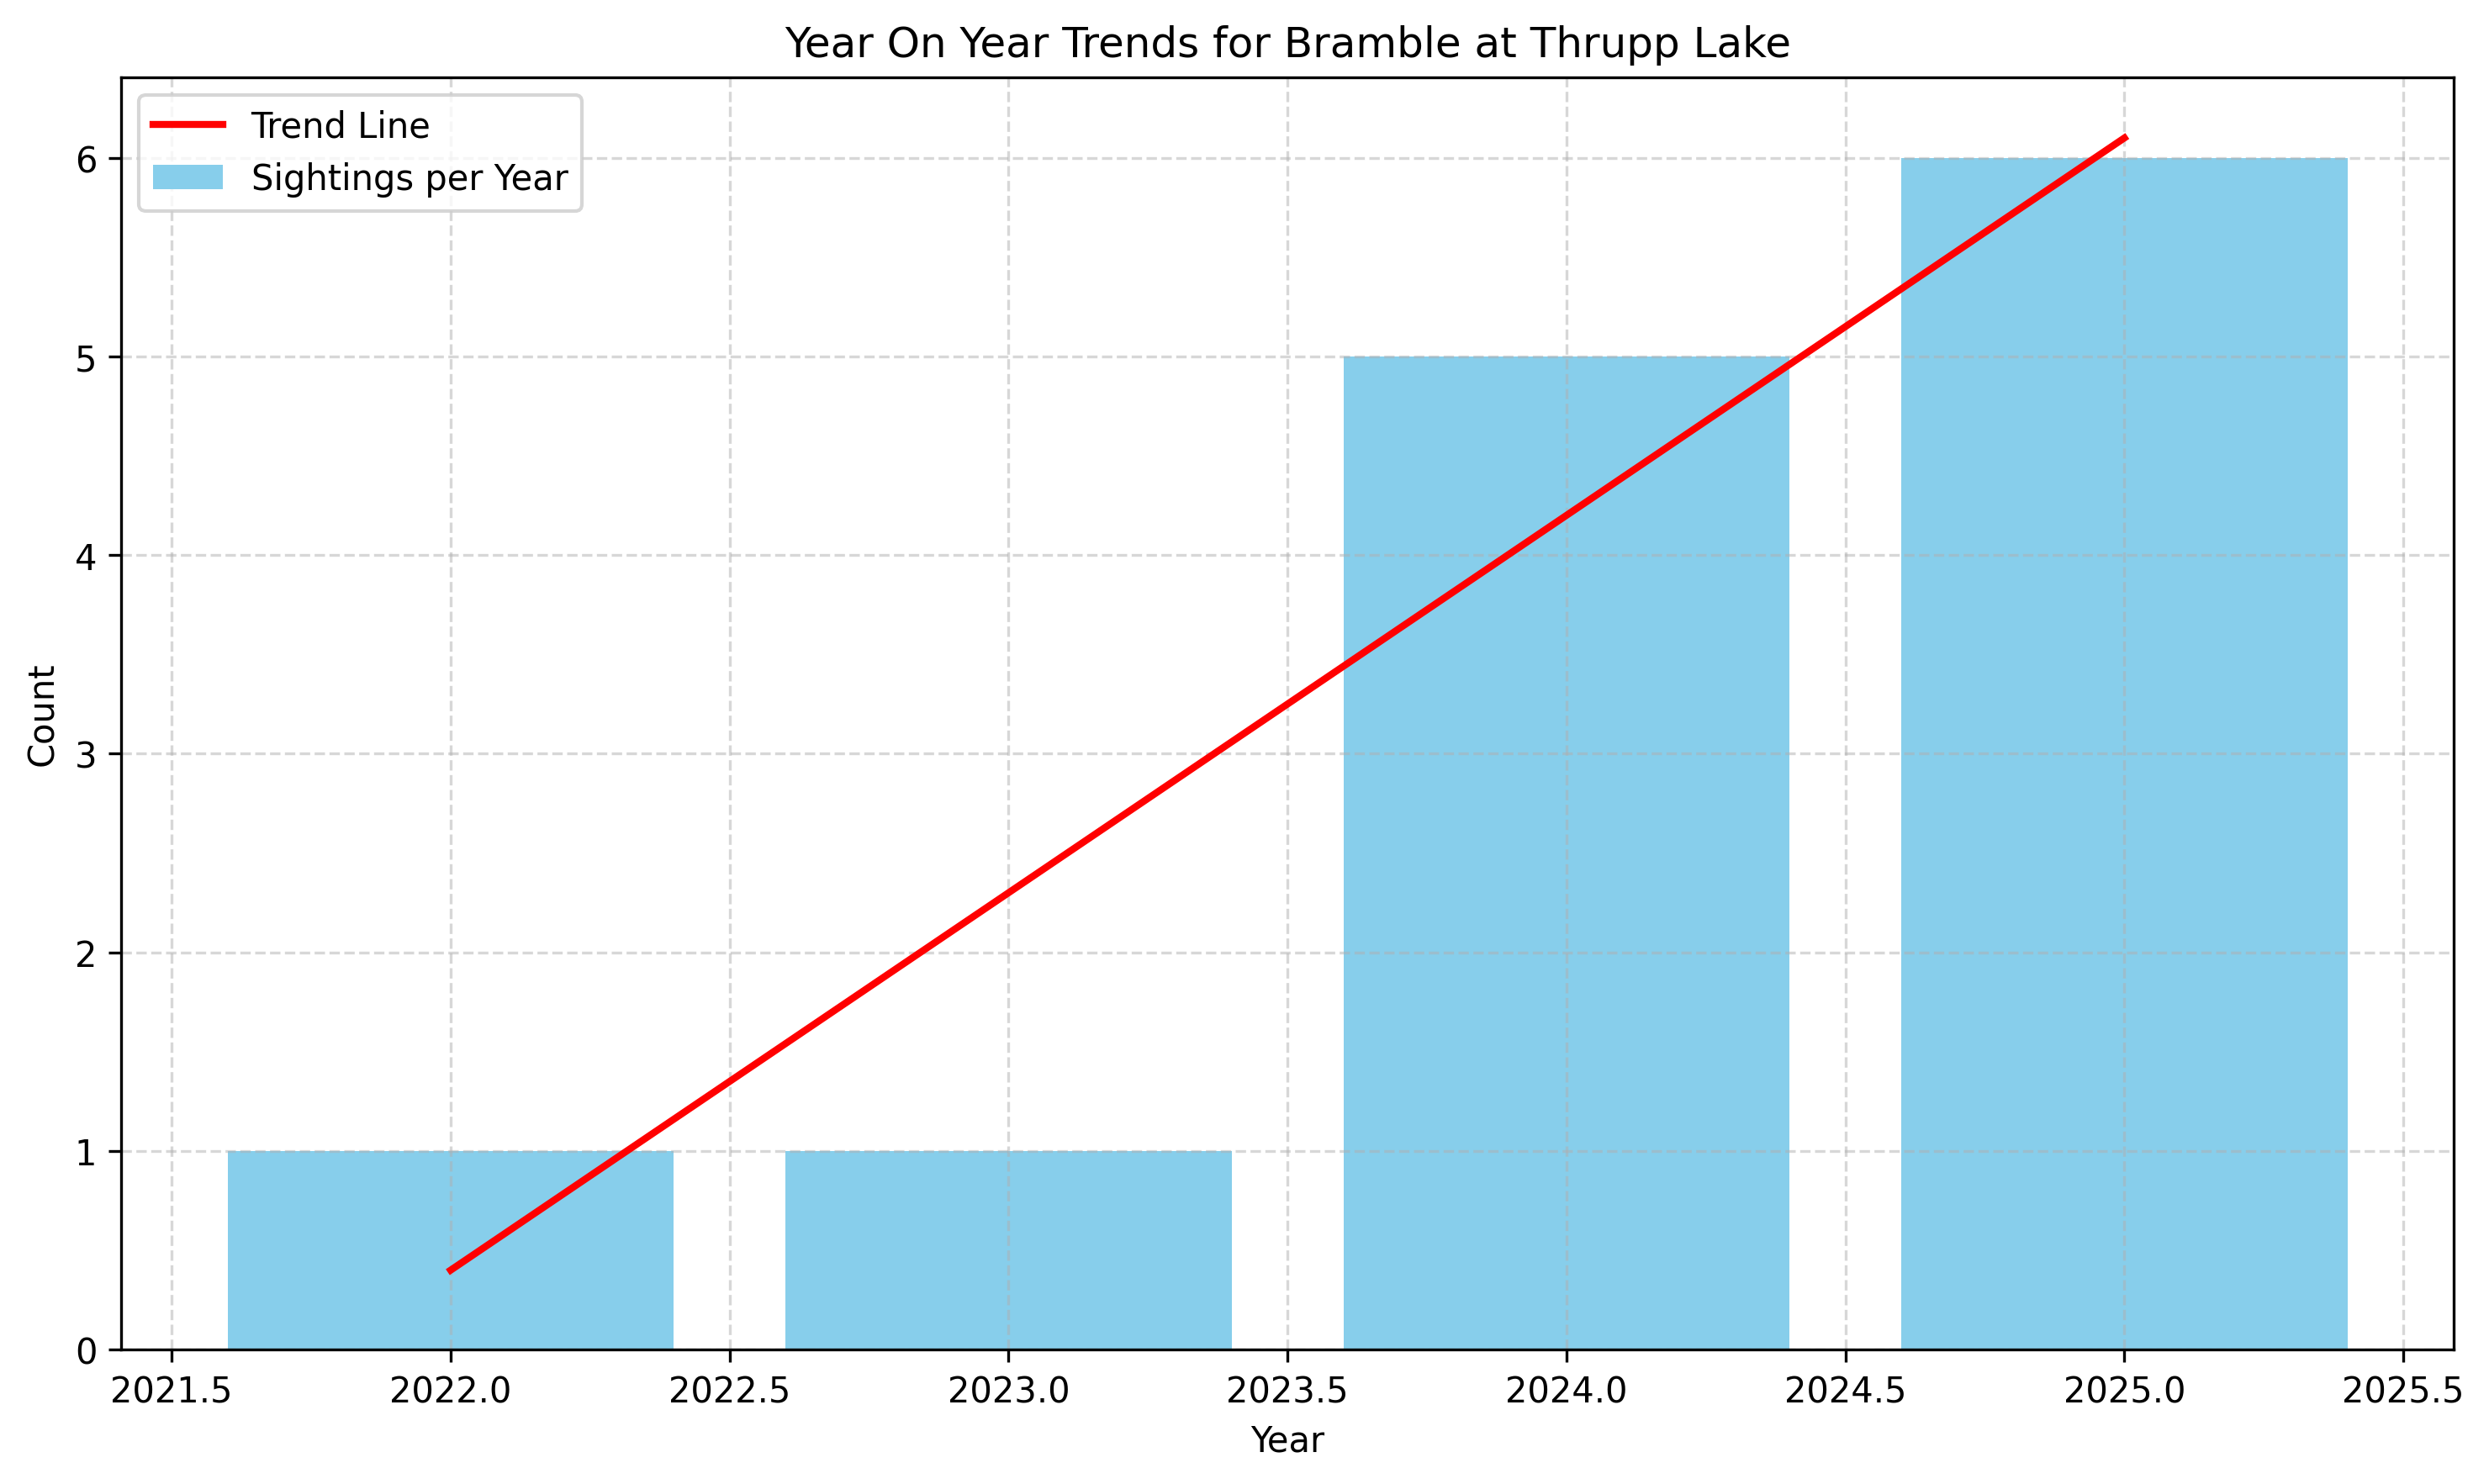 Year On Year Trends for Bramble at Thrupp Lake
Trend Line
Sightings per Year
6
5
4
3
2
1
0
Count
2021.5 2022.0 2022.5 2023.0 2023.5 2024.0 2024.5 2025.0 2025.5
Year